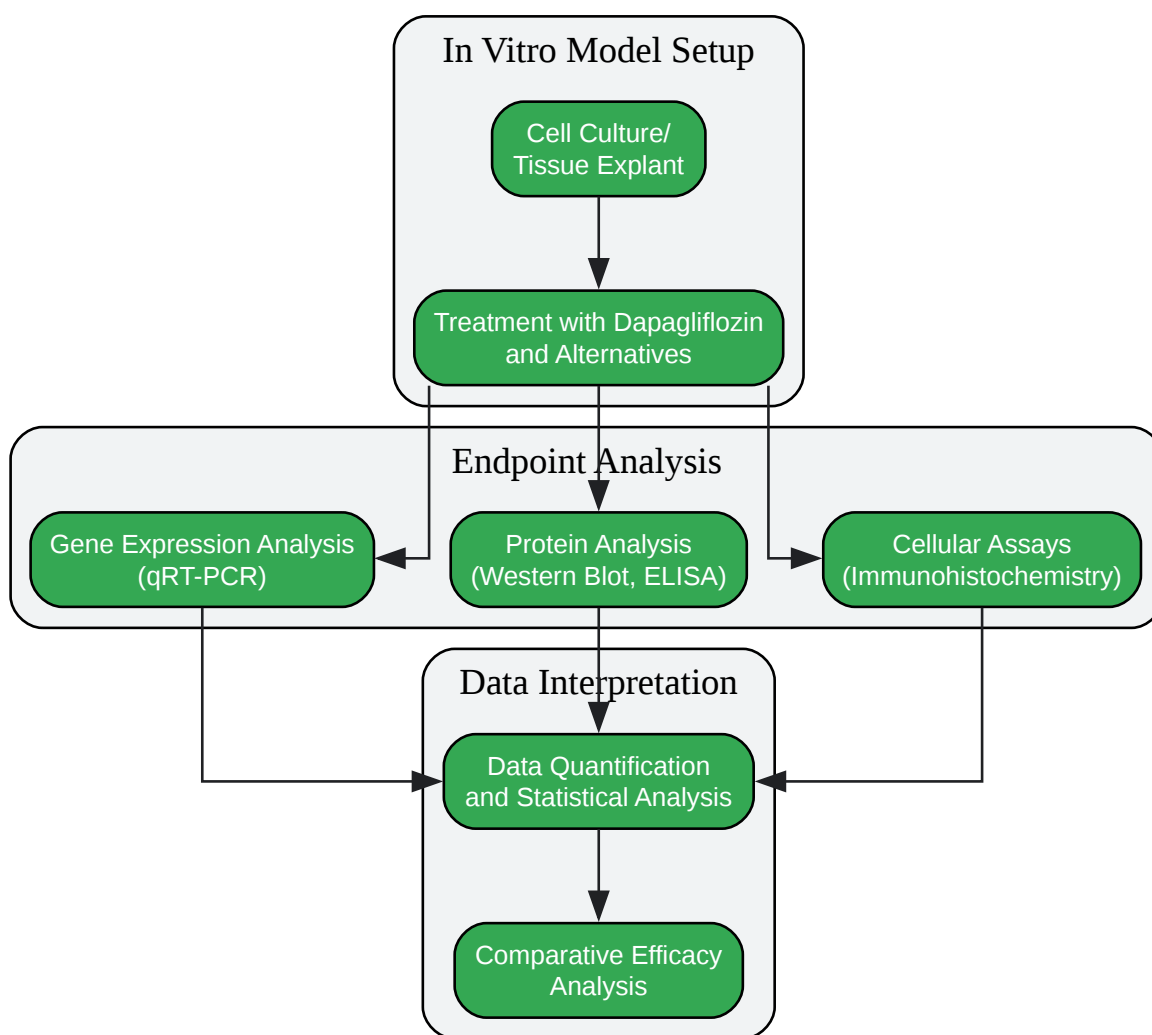 In Vitro Model Setup
Cell Culture/
Tissue Explant
Treatment with Dapagliflozin
and Alternatives
Endpoint Analysis
Gene Expression Analysis
(qRT-PCR)
Protein Analysis
(Western Blot, ELISA)
Cellular Assays
(Immunohistochemistry)
Data Interpretation
Data Quantification
and Statistical Analysis
Comparative Efficacy
Analysis